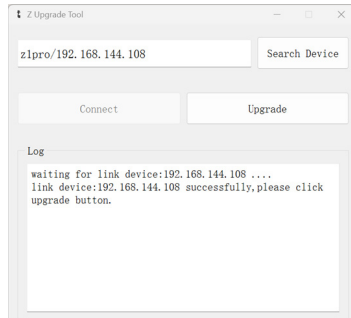 Z Upgrade Tool
z1pro/192.168.144.108
Search Device
Connect
Upgrade
Log
waiting for link device:192.168.144.108 ....
link device:192.168.144.108 successfully,please click
upgrade button.